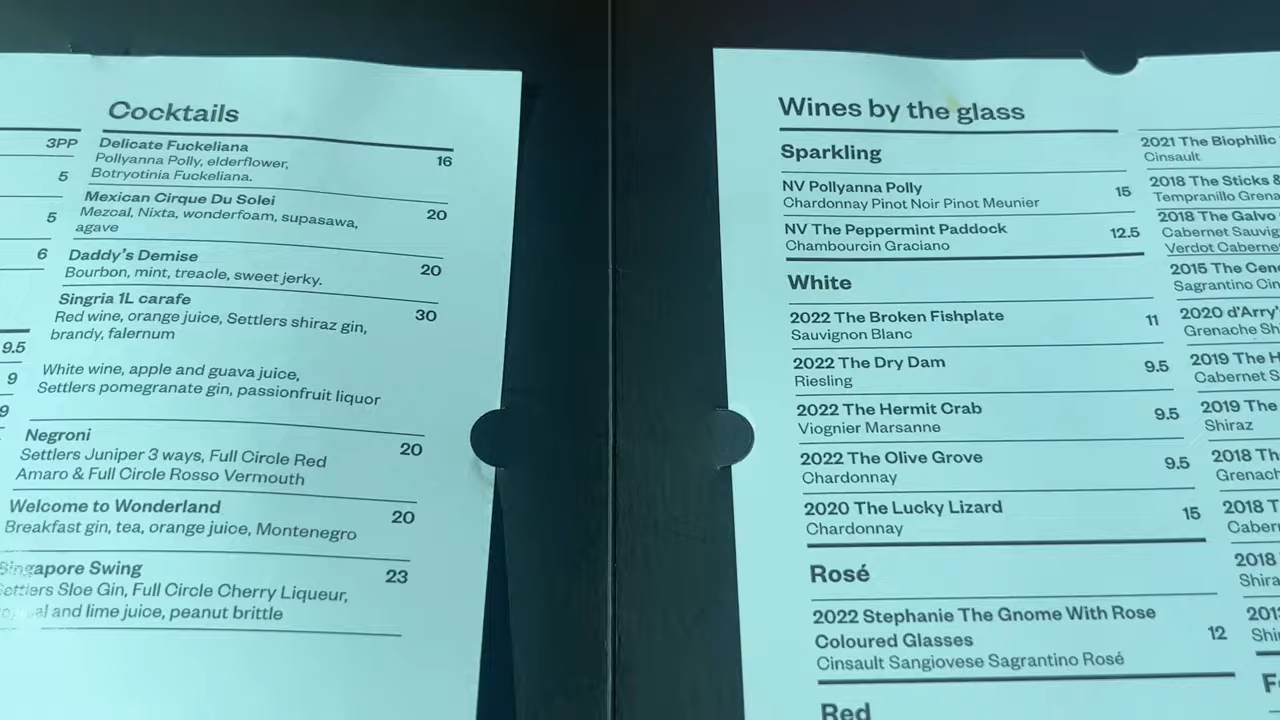 3PP
5
5
6
9.5
9
9
Cocktails
Delicate Fuckeliana 16
Pollyanna Polly, elderflower,
Botryotinia Fuckeliana.
Mexican Cirque Du Solei 20
Mezcal, Nixta, wonderfoam, supasawa,
agave
Daddy's Demise 20
Bourbon, mint, treacle, sweet jerky.
Singria 1L carafe 30
Red wine, orange juice, Settlers shiraz gin,
brandy, falernum
White wine, apple and guava juice,
Settlers pomegranate gin, passionfruit liquor
Negroni 20
Settlers Juniper 3 ways, Full Circle Red
Amaro & Full Circle Rosso Vermouth
Welcome to Wonderland 20
Breakfast gin, tea, orange juice, Montenegro
Singapore Swing 23
Settlers Sloe Gin, Full Circle Cherry Liqueur,
and lime juice, peanut brittle
Wines by the glass
Sparkling
NV Pollyanna Polly 15
Chardonnay Pinot Noir Pinot Meunier
NV The Peppermint Paddock 12.5
Chambourcin Graciano
White
2022 The Broken Fishplate 11
Sauvignon Blanc
2022 The Dry Dam 9.5
Riesling
2022 The Hermit Crab 9.5
Viognier Marsanne
2022 The Olive Grove 9.5
Chardonnay
2020 The Lucky Lizard 15
Chardonnay
Rosé
2022 Stephanie The Gnome With Rose
Coloured Glasses 12
Cinsault Sangiovese Sagrantino Rosé
Red
2021 The Biophilic
Cinsault
2018 The Sticks &
Tempranillo Grena
2018 The Galvo
Cabernet Sauvig
Verdot Caberne
2015 The Cen
Sagrantino Cin
2020 d'Arry's
Grenache Sh
2019 The H
Cabernet S
2019 The
Shiraz
2018 Th
Grenach
2018 T
Cabern
2018
Shira
201
Shi
F